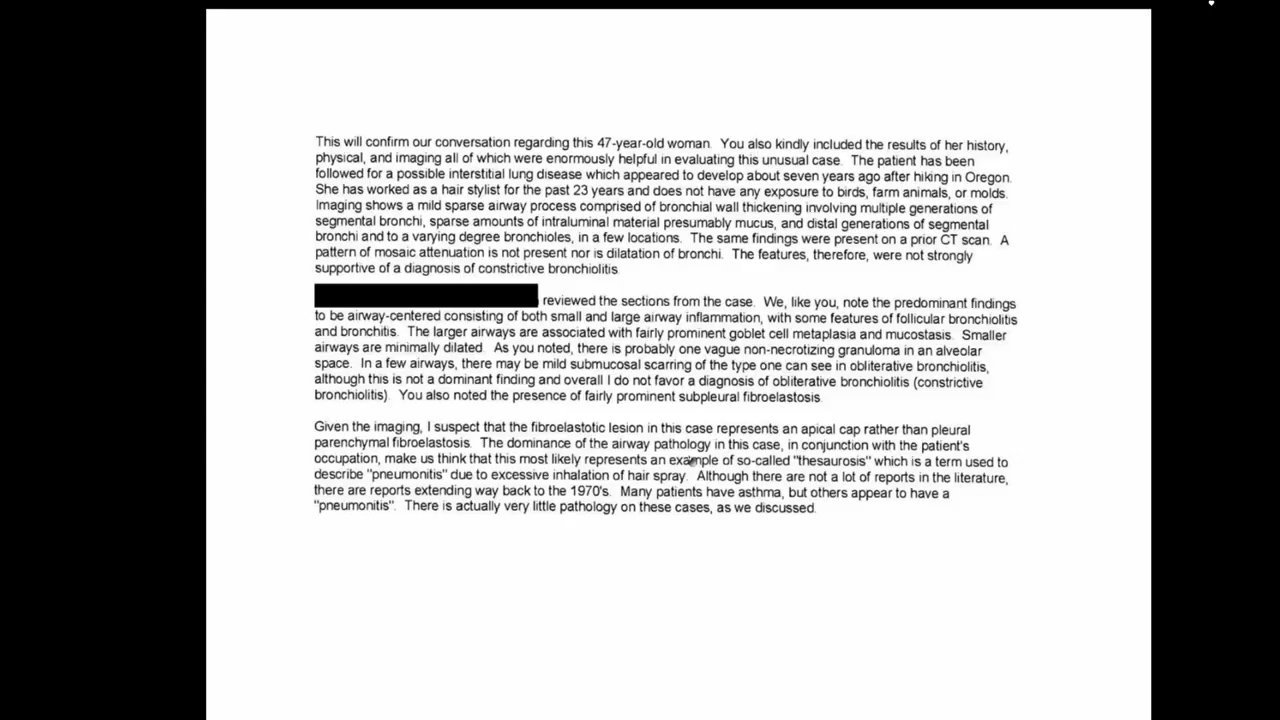 This will confirm our conversation regarding this 47-year-old woman. You also kindly included the results of her history,
physical, and imaging all of which were enormously helpful in evaluating this unusual case. The patient has been
followed for a possible interstitial lung disease which appeared to develop about seven years ago after hiking in Oregon.
She has worked as a hair stylist for the past 23 years and does not have any exposure to birds, farm animals, or molds.
Imaging shows a mild sparse airway process comprised of bronchial wall thickening involving multiple generations of
segmental bronchi, sparse amounts of intraluminal material presumably mucus, and distal generations of segmental
bronchi and to a varying degree bronchioles, in a few locations. The same findings were present on a prior CT scan. A
pattern of mosaic attenuation is not present nor is dilatation of bronchi. The features, therefore, were not strongly
supportive of a diagnosis of constrictive bronchiolitis.
reviewed the sections from the case. We, like you, note the predominant findings
to be airway-centered consisting of both small and large airway inflammation, with some features of follicular bronchiolitis
and bronchitis. The larger airways are associated with fairly prominent goblet cell metaplasia and mucostasis. Smaller
airways are minimally dilated. As you noted, there is probably one vague non-necrotizing granuloma in an alveolar
space. In a few airways, there may be mild submucosal scarring of the type one can see in obliterative bronchiolitis,
although this is not a dominant finding and overall I do not favor a diagnosis of obliterative bronchiolitis (constrictive
bronchiolitis). You also noted the presence of fairly prominent subpleural fibroelastosis.
Given the imaging, I suspect that the fibroelastotic lesion in this case represents an apical cap rather than pleural
parenchymal fibroelastosis. The dominance of the airway pathology in this case, in conjunction with the patient's
occupation, make us think that this most likely represents an example of so-called "thesaurosis" which is a term used to
describe "pneumonitis" due to excessive inhalation of hair spray. Although there are not a lot of reports in the literature,
there are reports extending way back to the 1970's. Many patients have asthma, but others appear to have a
"pneumonitis". There is actually very little pathology on these cases, as we discussed.